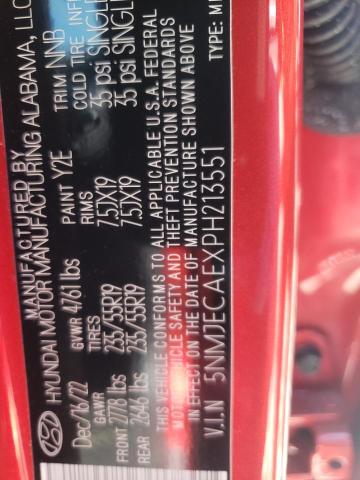 MANUFACTURED BY
HYUNDAI MOTOR MANUFACTURING ALABAMA, LLC
Dec/16/22 GVWR 4761 lbs PAINT Y2E TRIM NNB
GAWR TIRES RIMS COLD TIRE INF
FRONT 2778 lbs 235/55R19 7.5JX19 35 psi SINGLE
REAR 2646 lbs 235/55R19 7.5JX19 35 psi SINGLE
THIS VEHICLE CONFORMS TO ALL APPLICABLE U.S.A. FEDERAL
MOTOR VEHICLE SAFETY AND THEFT PREVENTION STANDARDS
IN EFFECT ON THE DATE OF MANUFACTURE SHOWN ABOVE
V.I.N 5NMJECAEXPH213551 TYPE: M